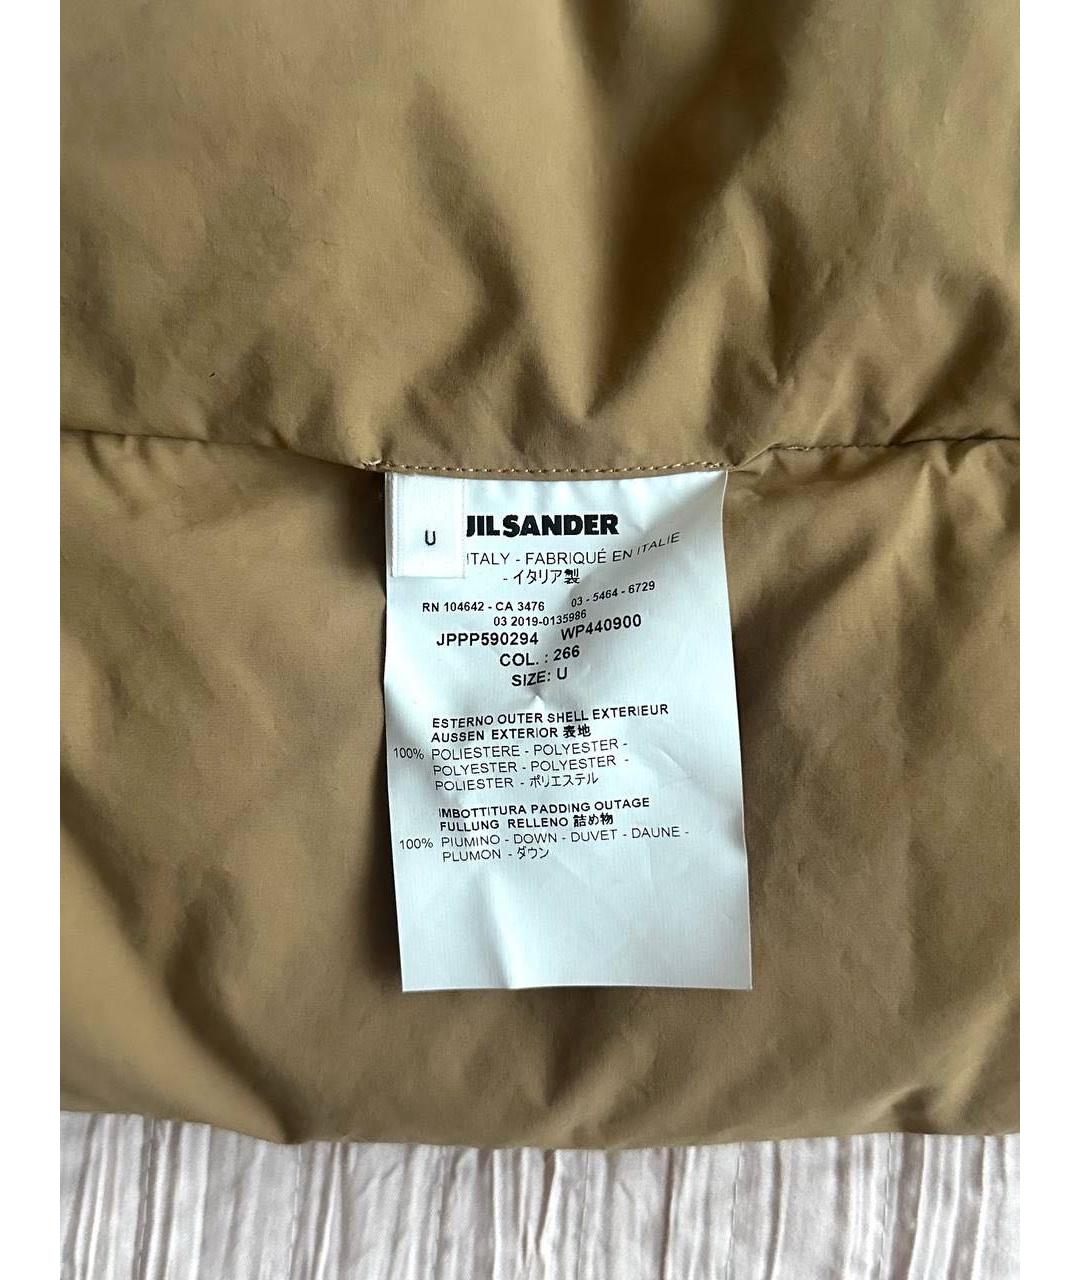 U
JIL SANDER
ITALY - FABRIQUÉ EN ITALIE
- イタリア製
RN 104642 - CA 3476 03 - 5464 - 6729
03 2019-0135986
JPPP590294 WP440900
COL. : 266
SIZE: U
ESTERNO OUTER SHELL EXTERIEUR
AUSSEN EXTERIOR 表地
100% POLIESTERE - POLYESTER -
POLYESTER - POLYESTER -
POLIESTER - ポリエステル
IMBOTTITURA PADDING OUTAGE
FULLUNG RELLENO 詰め物
100% PIUMINO - DOWN - DUVET - DAUNE -
PLUMON - ダウン